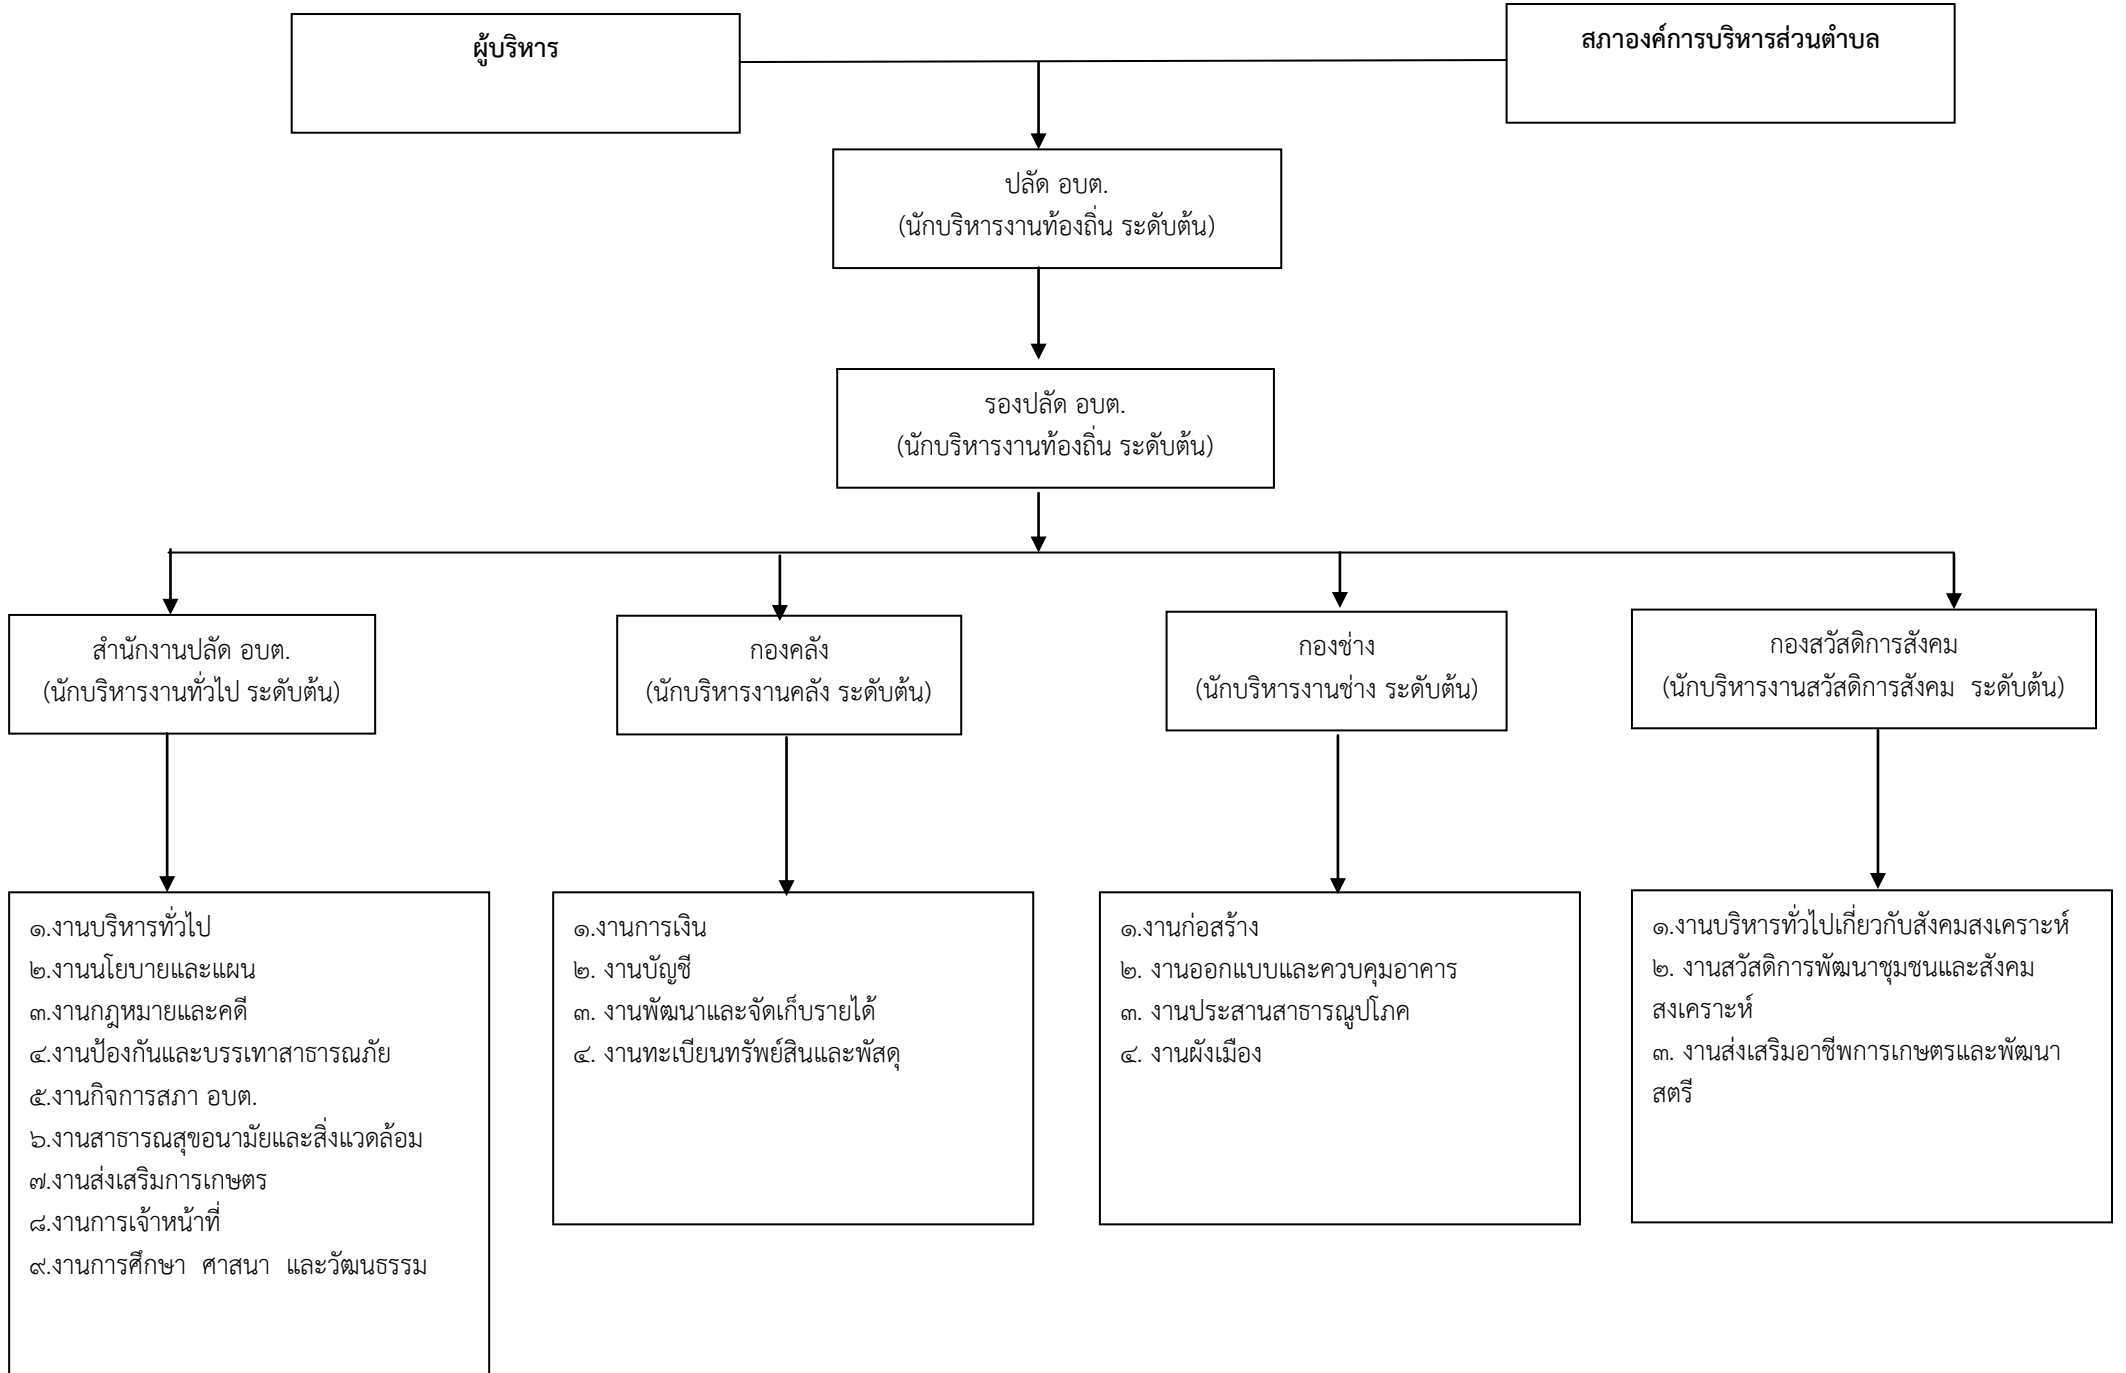 ผู้บริหาร
สภาองค์การบริหารส่วนตำบล
ปลัด อบต.
(นักบริหารงานท้องถิ่น ระดับต้น)
รองปลัด อบต.
(นักบริหารงานท้องถิ่น ระดับต้น)
สำนักงานปลัด อบต.
(นักบริหารงานทั่วไป ระดับต้น)
กองคลัง
(นักบริหารงานคลัง ระดับต้น)
กองช่าง
(นักบริหารงานช่าง ระดับต้น)
กองสวัสดิการสังคม
(นักบริหารงานสวัสดิการสังคม  ระดับต้น)
๑.งานบริหารทั่วไป
๒.งานนโยบายและแผน
๓.งานกฎหมายและคดี
๔.งานป้องกันและบรรเทาสาธารณภัย
๕.งานกิจการสภา อบต.
๖.งานสาธารณสุขอนามัยและสิ่งแวดล้อม
๗.งานส่งเสริมการเกษตร
๘.งานการเจ้าหน้าที่
๙.งานการศึกษา  ศาสนา  และวัฒนธรรม
๑.งานการเงิน
๒. งานบัญชี
๓. งานพัฒนาและจัดเก็บรายได้
๔. งานทะเบียนทรัพย์สินและพัสดุ
๑.งานก่อสร้าง
๒. งานออกแบบและควบคุมอาคาร
๓. งานประสานสาธารณูปโภค
๔. งานผังเมือง
๑.งานบริหารทั่วไปเกี่ยวกับสังคมสงเคราะห์
๒. งานสวัสดิการพัฒนาชุมชนและสังคม
สงเคราะห์
๓. งานส่งเสริมอาชีพการเกษตรและพัฒนา
สตรี